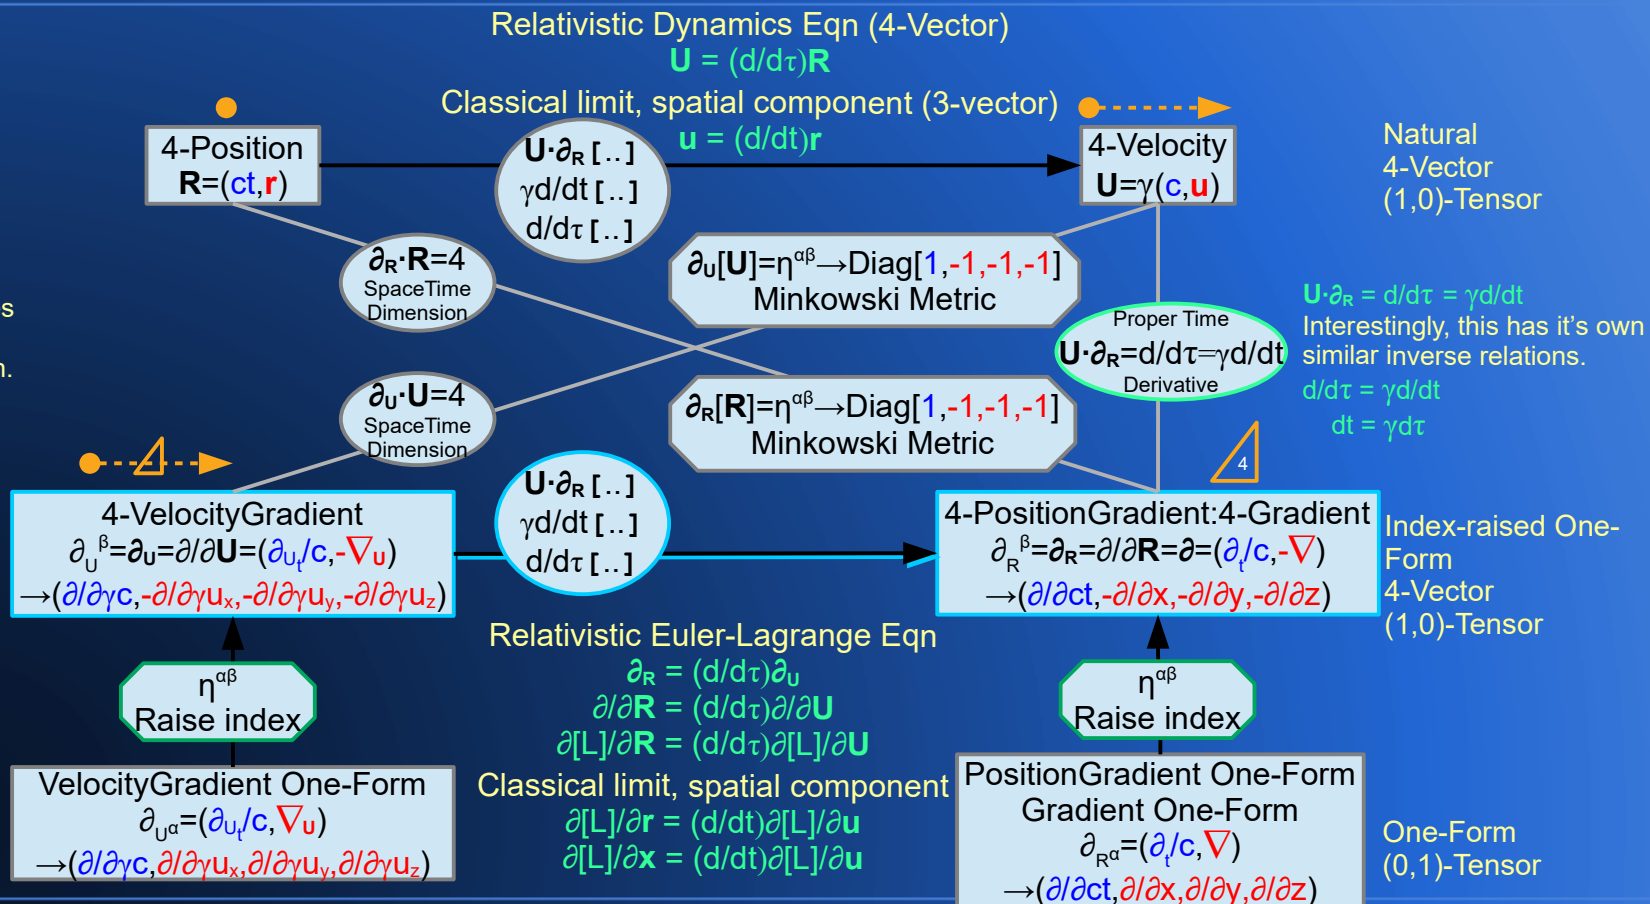 Relativistic Dynamics Eqn (4-Vector)
U = (d/dτ)R
Classical limit, spatial component (3-vector)
u = (d/dt)r
4-Position
R=(ct,r)
U·∂R [..]
γd/dt [..]
d/dτ [..]
4-Velocity
U=γ(c,u)
Natural
4-Vector
(1,0)-Tensor
∂R·R=4
SpaceTime
Dimension
∂U[U]=ηαβ→Diag[1,-1,-1,-1]
Minkowski Metric
es
n.
Proper Time
U·∂R=d/dτ=γd/dt
Derivative
U·∂R = d/dτ = γd/dt
Interestingly, this has it's own
similar inverse relations.
d/dτ = γd/dt
dt = γdτ
∂U·U=4
SpaceTime
Dimension
∂R[R]=ηαβ→Diag[1,-1,-1,-1]
Minkowski Metric
4
4-VelocityGradient
∂Uβ=∂U=∂/∂U=(∂Ut/c,-∇U)
→(∂/∂γc,-∂/∂γux,-∂/∂γuy,-∂/∂γuz)
U·∂R [..]
γd/dt [..]
d/dτ [..]
4-PositionGradient:4-Gradient
∂Rβ=∂R=∂/∂R=∂=(∂t/c,-∇)
→(∂/∂ct,-∂/∂x,-∂/∂y,-∂/∂z)
Index-raised One-
Form
4-Vector
(1,0)-Tensor
Relativistic Euler-Lagrange Eqn
∂R = (d/dτ)∂U
∂/∂R = (d/dτ)∂/∂U
∂[L]/∂R = (d/dτ)∂[L]/∂U
Classical limit, spatial component
∂[L]/∂r = (d/dt)∂[L]/∂u
∂[L]/∂x = (d/dt)∂[L]/∂u
ηαβ
Raise index
ηαβ
Raise index
VelocityGradient One-Form
∂Uα=(∂Ut/c,∇U)
→(∂/∂γc,∂/∂γux,∂/∂γuy,∂/∂γuz)
PositionGradient One-Form
Gradient One-Form
∂Rα=(∂t/c,∇)
→(∂/∂ct,∂/∂x,∂/∂y,∂/∂z)
One-Form
(0,1)-Tensor